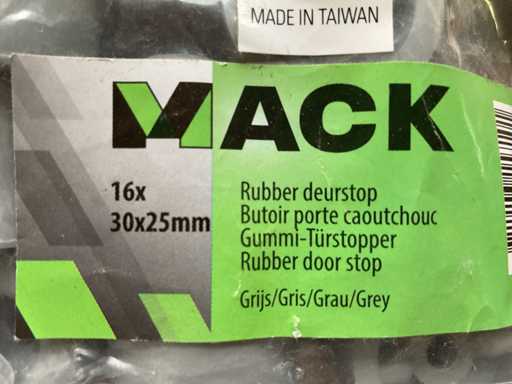 MADE IN TAIWAN
MACK
16x
30x25mm
Rubber deurstop
Butoir porte caoutchouc
Gummi-Türstopper
Rubber door stop
Grijs/Gris/Grau/Grey